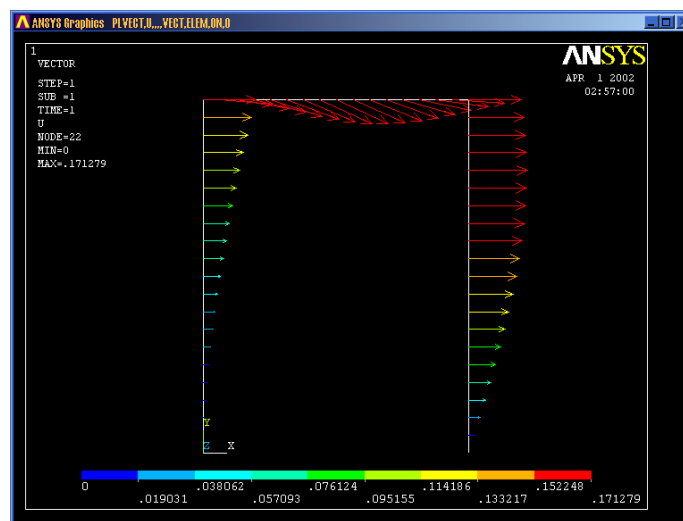 ANSYS Graphics PLVECT,U,,,,VECT,ELEM,ON,0
1
VECTOR
STEP=1
SUB =1
TIME=1
U
NODE=22
MIN=0
MAX=.171279
ANSYS
APR 1 2002
02:57:00
Y
Z X
0 .038062 .076124 .114186 .152248
.019031 .057093 .095155 .133217 .171279